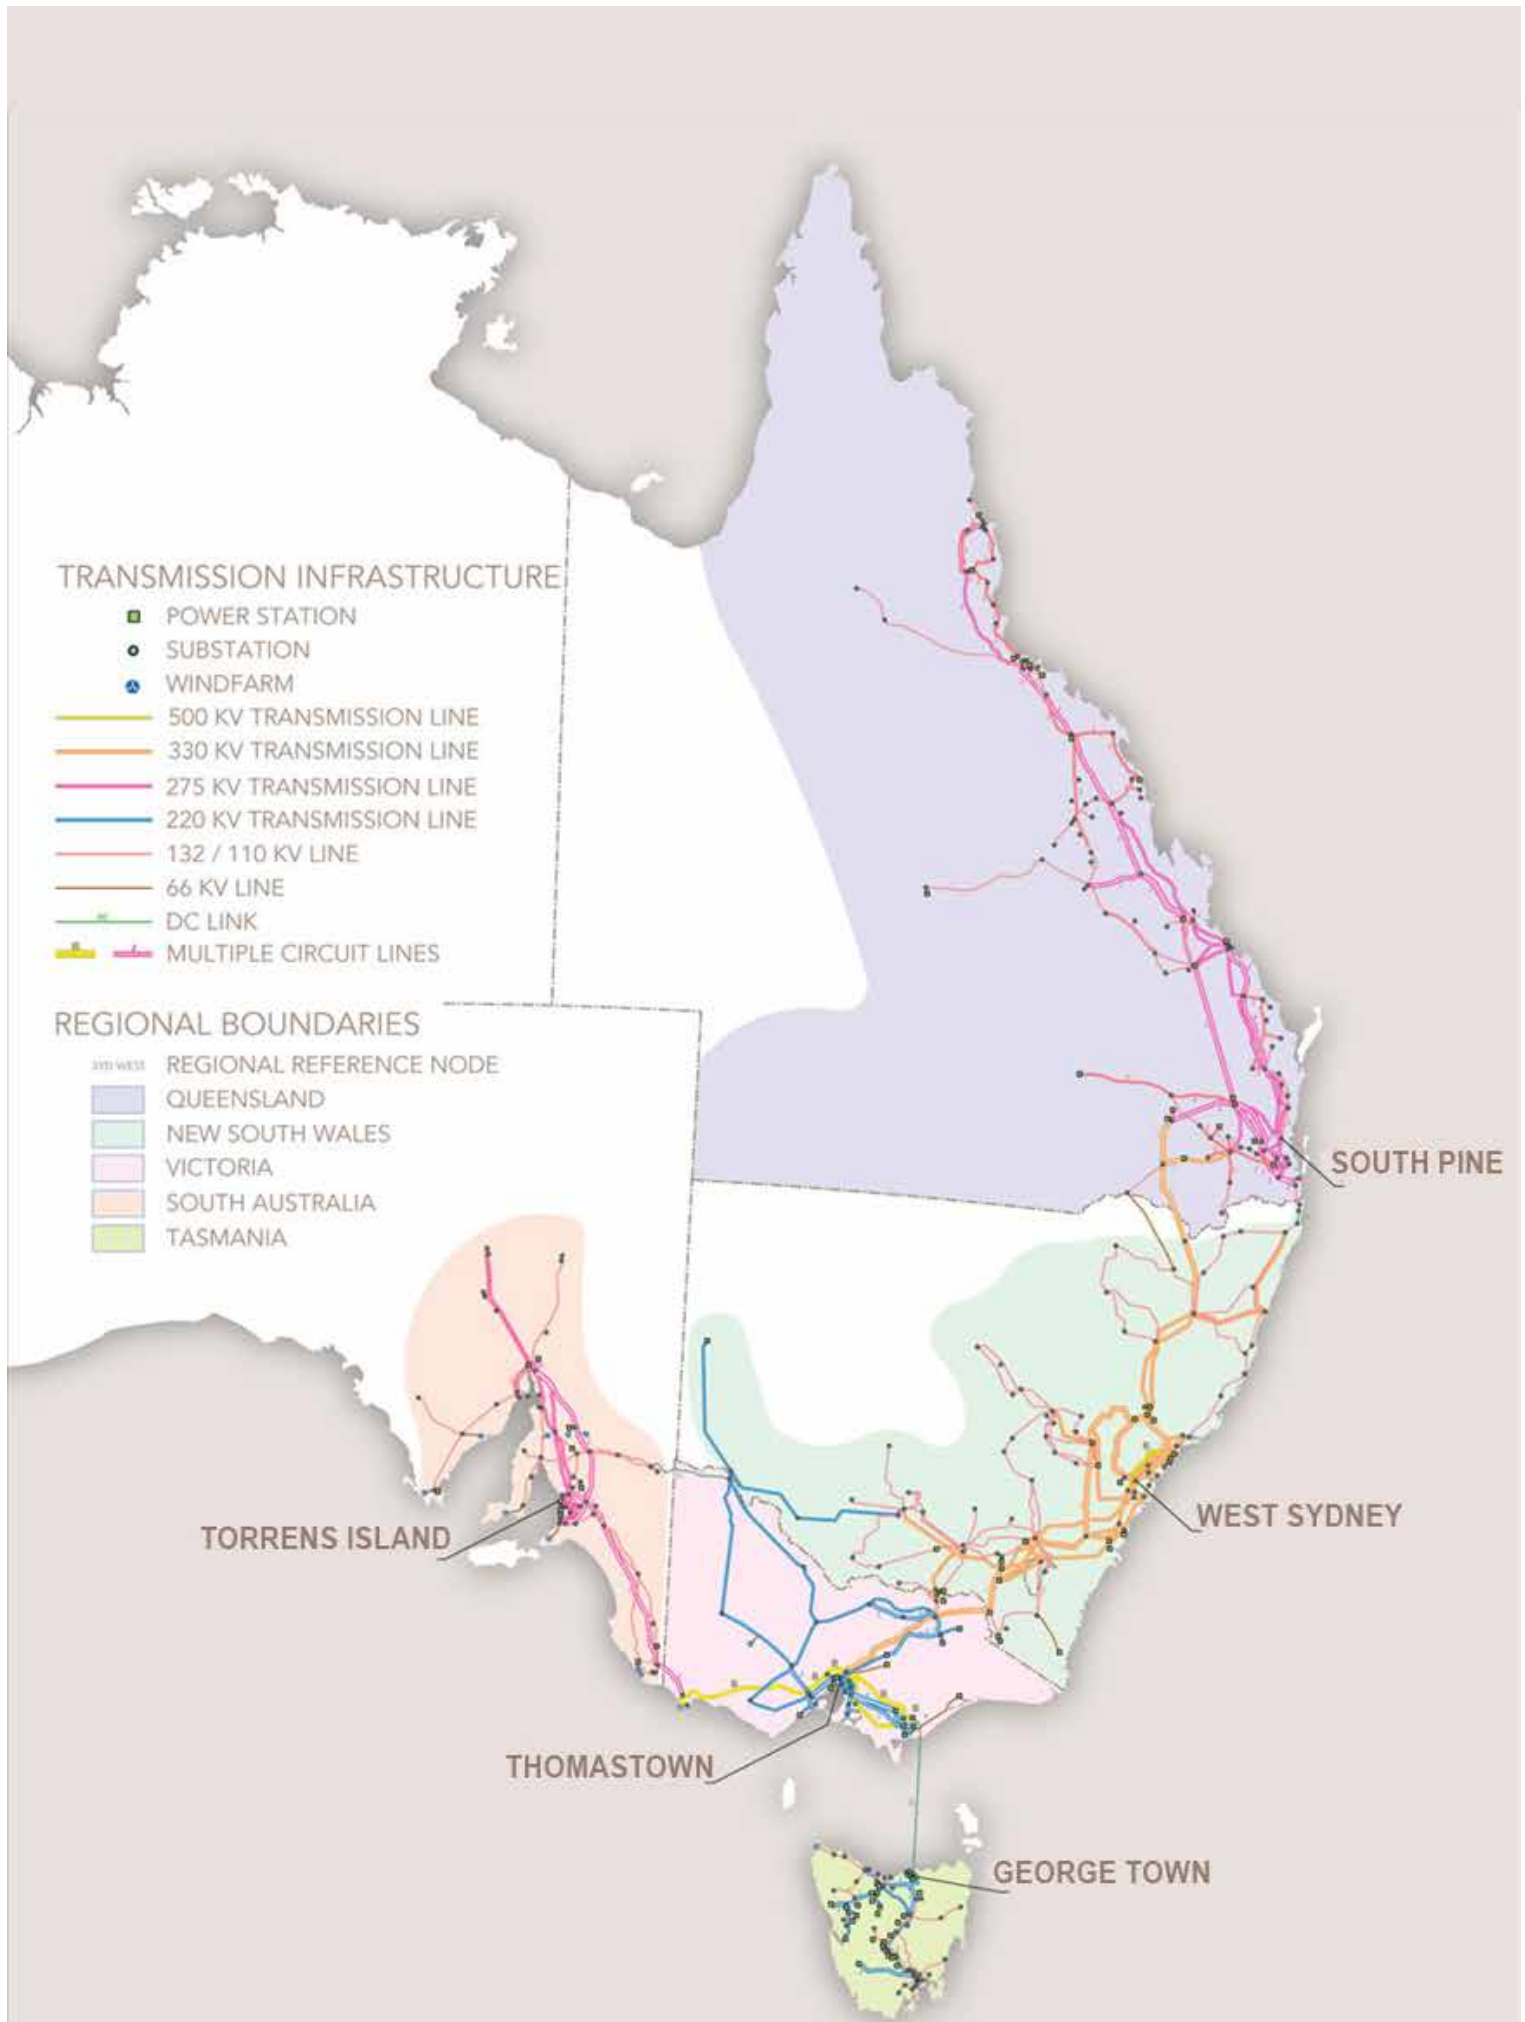 TRANSMISSION INFRASTRUCTURE
POWER STATION
SUBSTATION
WINDFARM
500 KV TRANSMISSION LINE
330 KV TRANSMISSION LINE
275 KV TRANSMISSION LINE
220 KV TRANSMISSION LINE
132 / 110 KV LINE
66 KV LINE
DC LINK
MULTIPLE CIRCUIT LINES
REGIONAL BOUNDARIES
SYD WEST REGIONAL REFERENCE NODE
QUEENSLAND
NEW SOUTH WALES
VICTORIA
SOUTH AUSTRALIA
TASMANIA
SOUTH PINE
WEST SYDNEY
TORRENS ISLAND
THOMASTOWN
GEORGE TOWN